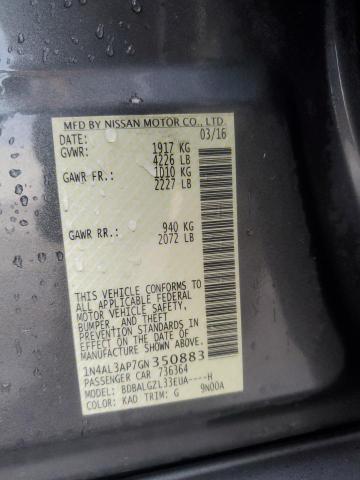 MFD BY NISSAN MOTOR CO., LTD.
DATE: 03/16
GVWR: 1917 KG
4226 LB
GAWR FR.: 1010 KG
2227 LB
GAWR RR.: 940 KG
2072 LB
THIS VEHICLE CONFORMS TO
ALL APPLICABLE FEDERAL
MOTOR VEHICLE SAFETY,
BUMPER, AND THEFT
PREVENTION STANDARDS IN
EFFECT ON THE DATE OF
MANUFACTURE SHOWN ABOVE.
1N4AL3AP7GN350883
PASSENGER CAR 736364
MODEL: BDBALGZL33EUA----H
COLOR: KAD TRIM: G 9N00A